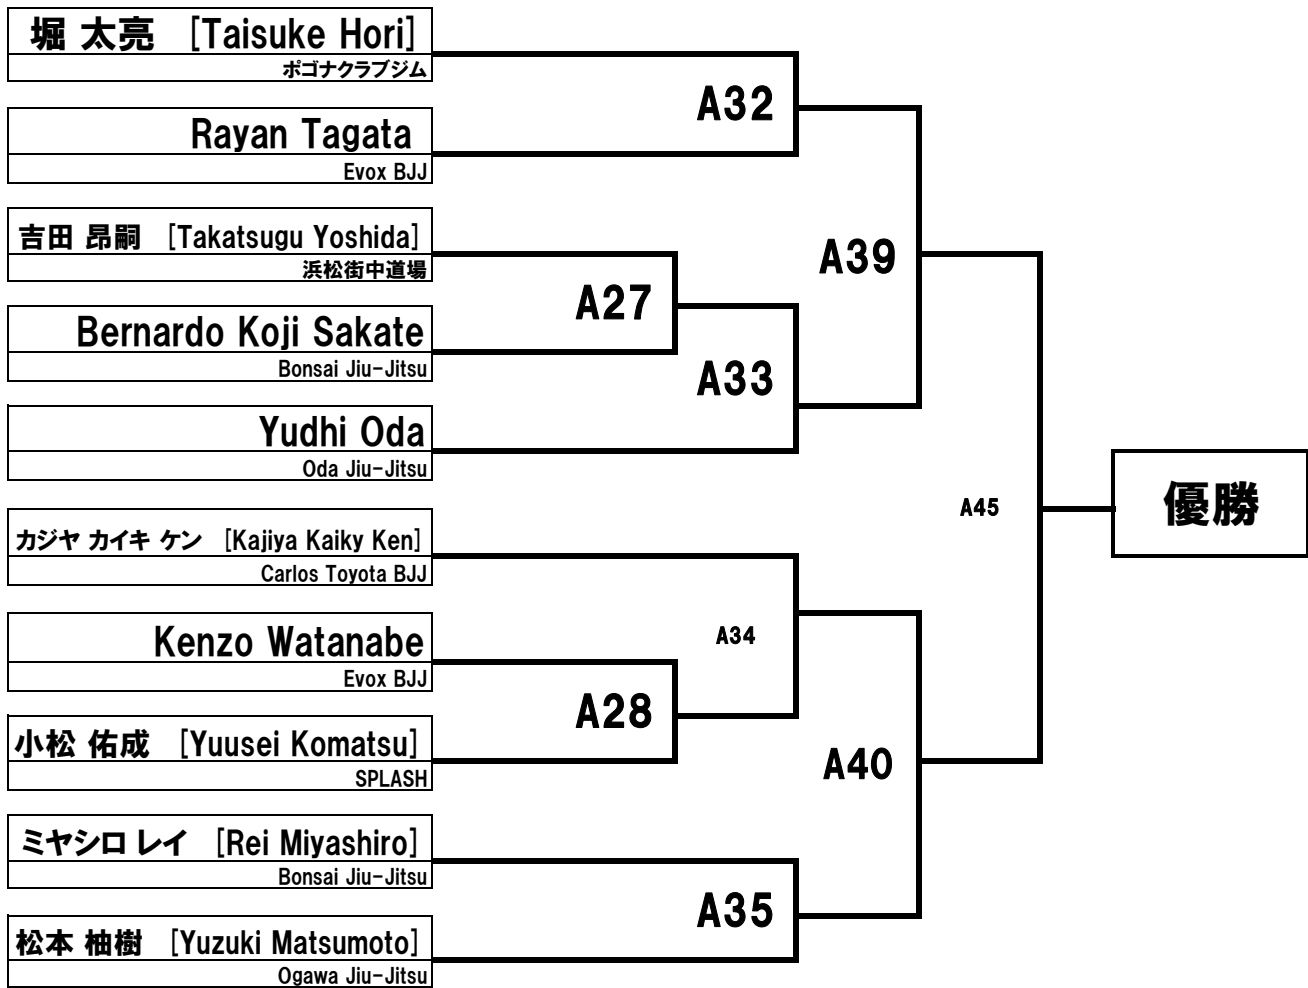 堀 太亮 [Taisuke Hori]
ポゴナクラブジム
A32
Rayan Tagata
Evox BJJ
吉田 昂嗣 [Takatsugu Yoshida]
浜松街中道場
A39
A27
Bernardo Koji Sakate
Bonsai Jiu-Jitsu
A33
Yudhi Oda
Oda Jiu-Jitsu
A45
優勝
カジヤ カイキ ケン [Kajiya Kaiky Ken]
Carlos Toyota BJJ
A34
Kenzo Watanabe
Evox BJJ
A28
小松 佑成 [Yuusei Komatsu]
SPLASH
A40
ミヤシロ レイ [Rei Miyashiro]
Bonsai Jiu-Jitsu
A35
松本 柚樹 [Yuzuki Matsumoto]
Ogawa Jiu-Jitsu